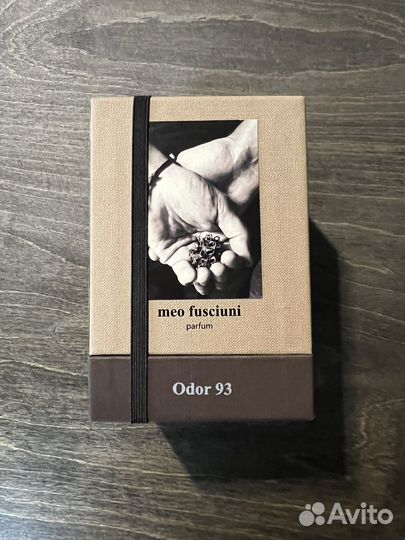 meo fusciuni
parfum
Odor 93
Avito